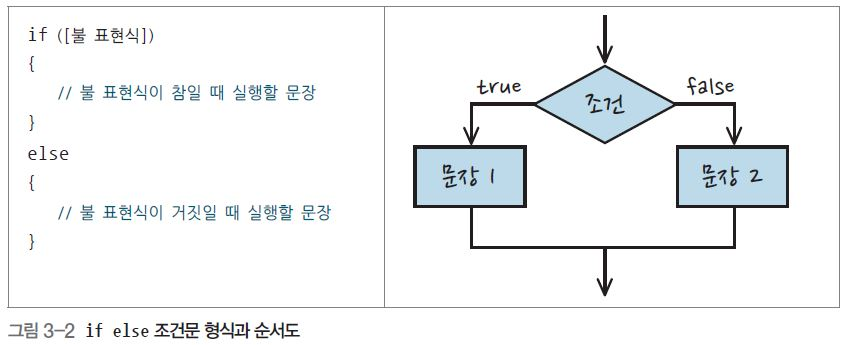 if ([불 표현식])
{
// 불 표현식이 참일 때 실행할 문장
}
else
{
// 불 표현식이 거짓일 때 실행할 문장
}
true
false
조건
문장 1
문장 2
그림 3-2 if else 조건문 형식과 순서도